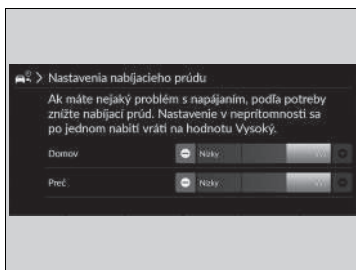 Nastavenia nabíjacieho prúdu
Ak máte nejaký problém s napájaním, podľa potreby
znížte nabíjací prúd. Nastavenie v neprítomnosti sa
po jednom nabití vráti na hodnotu Vysoký.
Domov Nízky
Preč Nízky